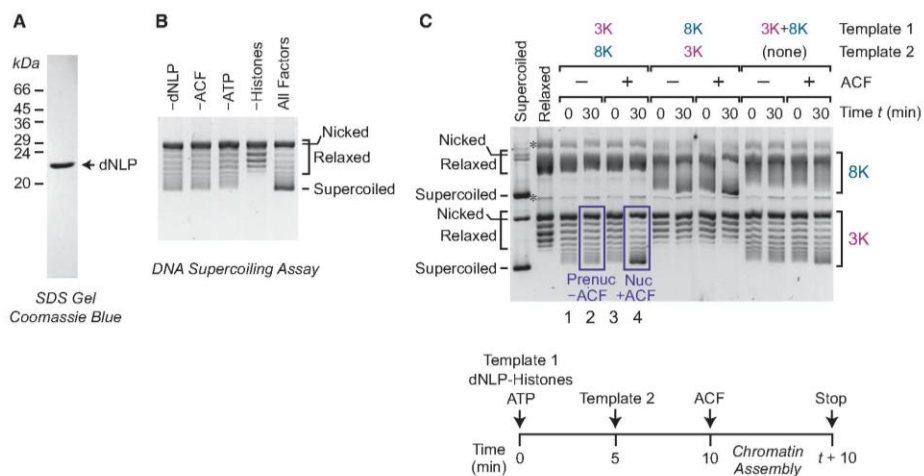 A
kDa
66
45
36
29
24
20
dNLP
SDS Gel
Coomassie Blue
B
–dNLP
–ACF
–ATP
–Histones
All Factors
Nicked
Relaxed
Supercoiled
DNA Supercoiling Assay
C
3K 8K 3K+8K Template 1
8K 3K (none) Template 2
Supercoiled
Relaxed
– + – + – + ACF
0 30 0 30 0 30 0 30 0 30 0 30 Time t (min)
Nicked
Relaxed
8K
Supercoiled
Nicked
Relaxed
3K
Supercoiled
*
*
Prenuc
–ACF
Nuc
+ACF
1 2 3 4
Template 1
dNLP-Histones
ATP Template 2 ACF Stop
Time
(min)
0 5 10 Chromatin
Assembly
t + 10